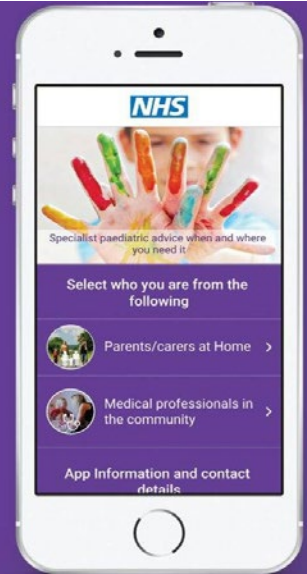 NHS
Specialist paediatric advice when and where
you need it
Select who you are from the
following
Parents/carers at Home
Medical professionals in
the community
App Information and contact
details